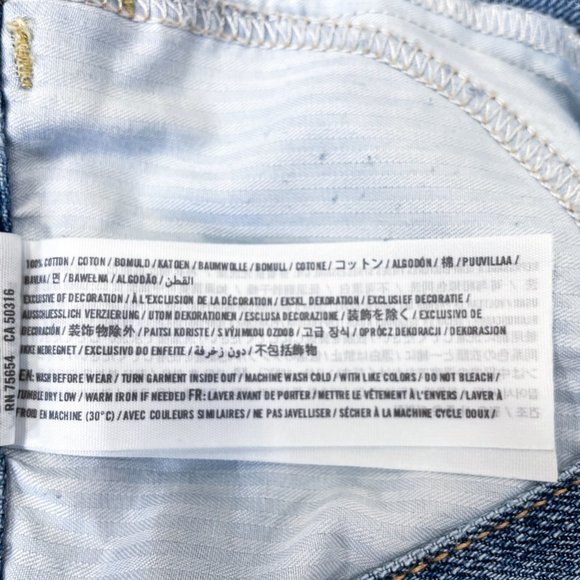 100% COTTON / COTON / BOMULD / KATOEN / BAUMWOLLE / BOMULL / COTONE / コットン / ALGODÓN / 棉 / PUUVILLAA /
BAVLNA / 면 / BAWEŁNA / ALGODÃO / القطن /
EXCLUSIVE OF DECORATION / À L'EXCLUSION DE LA DÉCORATION / EKSKL. DEKORATION / EXCLUSIEF DECORATIE /
AUSSCHLIESSLICH VERZIERUNG / UTOM DEKORATIONEN / ESCLUSA DECORAZIONE / 装飾を除く / EXCLUSIVO DE
DECORACIÓN / 装饰物除外 / PAITSI KORISTE / S VÝJIMKOU OZDOB / 고급 장식 / OPRÓCZ DEKORACJI / DEKORASJON
IKKE MEDREGNET / EXCLUSIVO DO ENFEITE / دون زخرفة / 不包括飾物
EN: WASH BEFORE WEAR / TURN GARMENT INSIDE OUT / MACHINE WASH COLD / WITH LIKE COLORS / DO NOT BLEACH /
TUMBLE DRY LOW / WARM IRON IF NEEDED FR: LAVER AVANT DE PORTER / METTRE LE VÊTEMENT À L'ENVERS / LAVER À
FROID EN MACHINE (30°C) / AVEC COULEURS SIMILAIRES / NE PAS JAVELLISER / SÉCHER À LA MACHINE CYCLE DOUX /
RN 75654 CA 50316